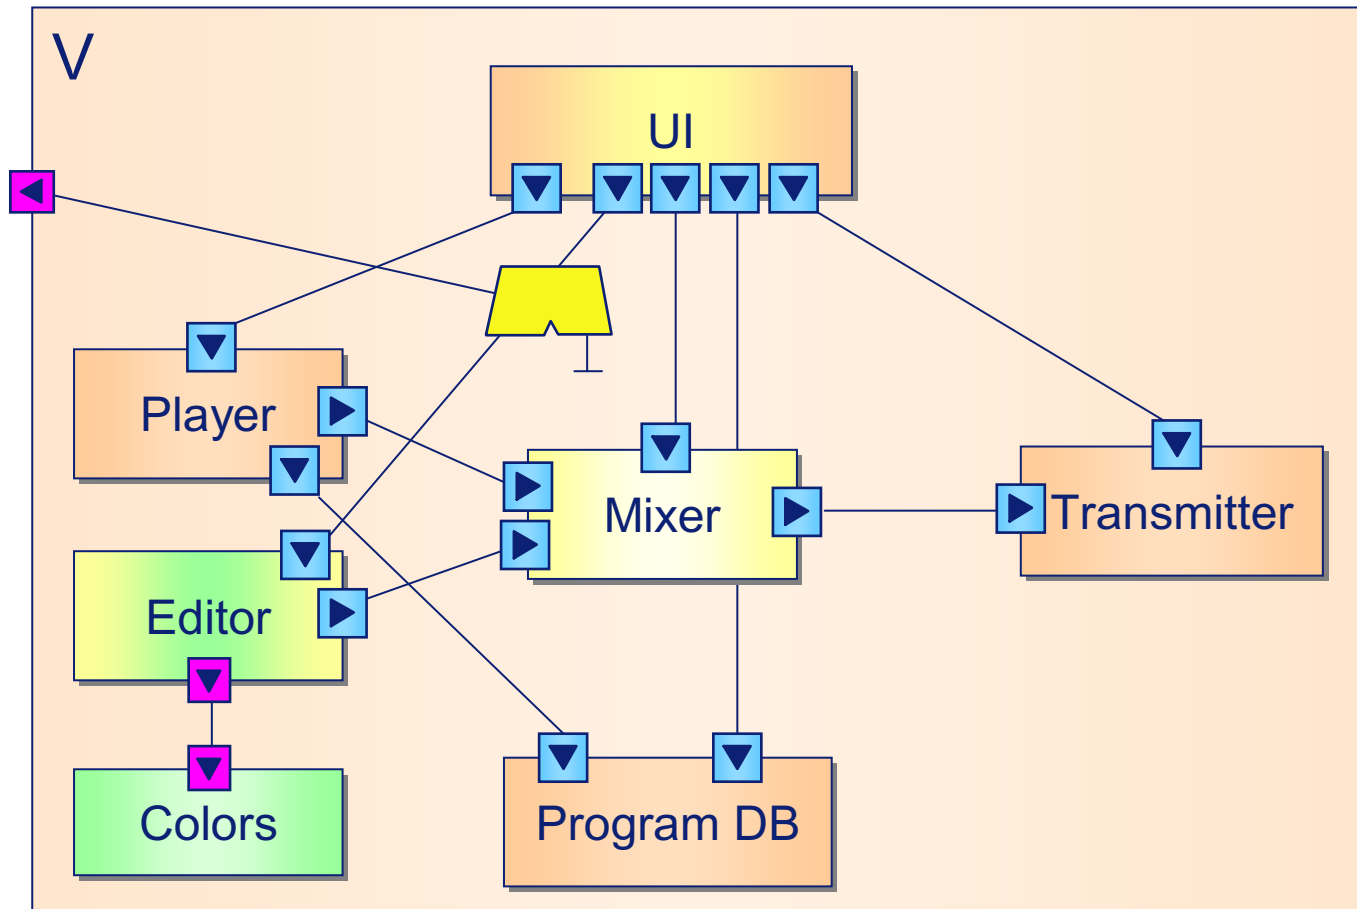 V
UI
Player
Mixer
Transmitter
Editor
Colors
Program DB